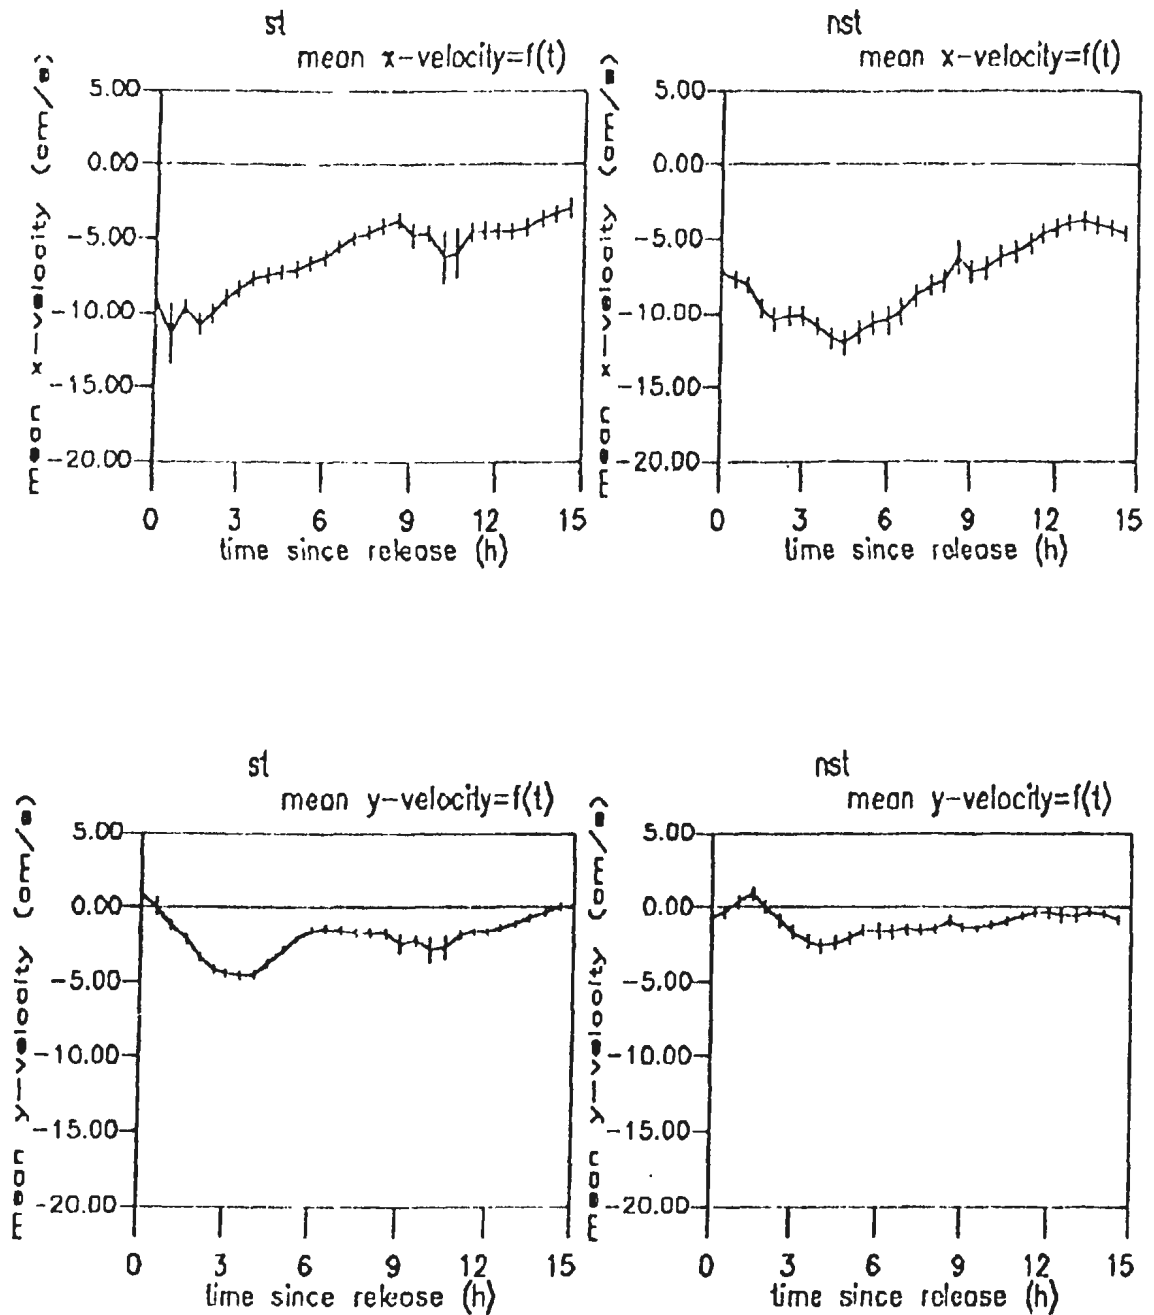 st
mean x-velocity=f(t)
mean x-velocity (cm/s)
5.00
0.00
-5.00
-10.00
-15.00
-20.00
0 3 6 9 12 15
time since release (h)
nst
mean x-velocity=f(t)
mean x-velocity (cm/s)
5.00
0.00
-5.00
-10.00
-15.00
-20.00
0 3 6 9 12 15
time since release (h)
st
mean y-velocity=f(t)
mean y-velocity (cm/s)
5.00
0.00
-5.00
-10.00
-15.00
-20.00
0 3 6 9 12 15
time since release (h)
nst
mean y-velocity=f(t)
mean y-velocity (cm/s)
5.00
0.00
-5.00
-10.00
-15.00
-20.00
0 3 6 9 12 15
time since release (h)